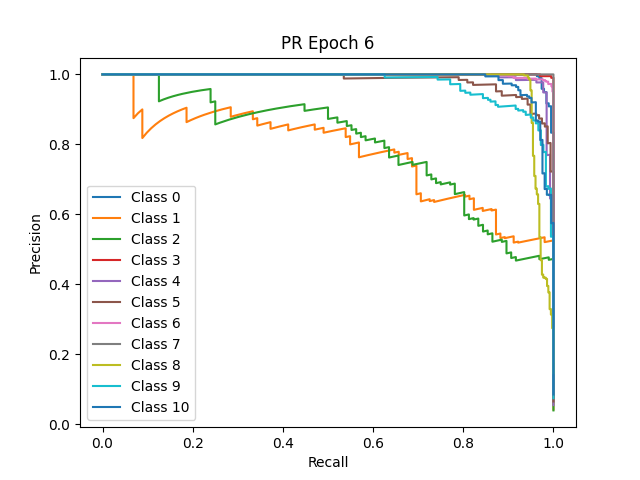 PR Epoch 6
Precision
1.0
0.8
0.6
0.4
0.2
0.0
Class 0
Class 1
Class 2
Class 3
Class 4
Class 5
Class 6
Class 7
Class 8
Class 9
Class 10
0.0 0.2 0.4 0.6 0.8 1.0
Recall